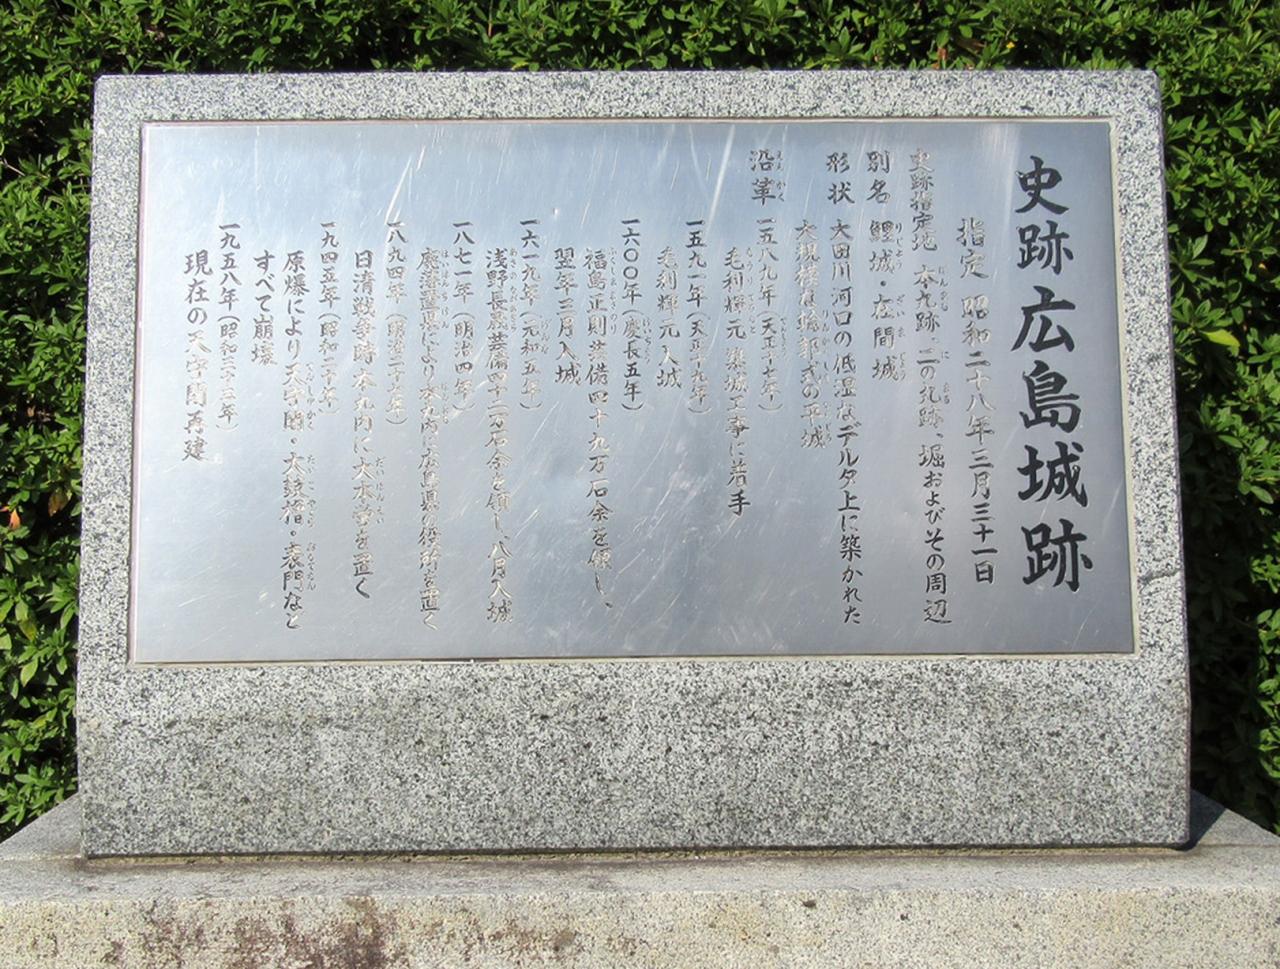 史跡広島城跡
指定 昭和二十八年三月三十一日
史跡指定地 本丸跡、二の丸跡、堀およびその周辺
別名 鯉城・在間城
形状 太田川河口の低湿なデルタ上に築かれた
大規模な輪郭式の平城
沿革 一五八九年(天正十七年)
毛利輝元 築城工事に着手
一五九一年(天正十九年)
毛利輝元 入城
一六〇〇年(慶長五年)
福島正則芸備四十九万石余を領し、
翌年三月入城
一六一九年(元和五年)
浅野長晟芸備四十二万石余を領し、八月入城
一八七一年(明治四年)
廃藩置県により本丸内に広島県の役所を置く
一八九四年(明治二十七年)
日清戦争時 本丸内に大本営を置く
一九四五年(昭和二十年)
原爆により天守閣・太鼓櫓・表門など
すべて崩壊
一九五八年(昭和三十三年)
現在の天守閣再建